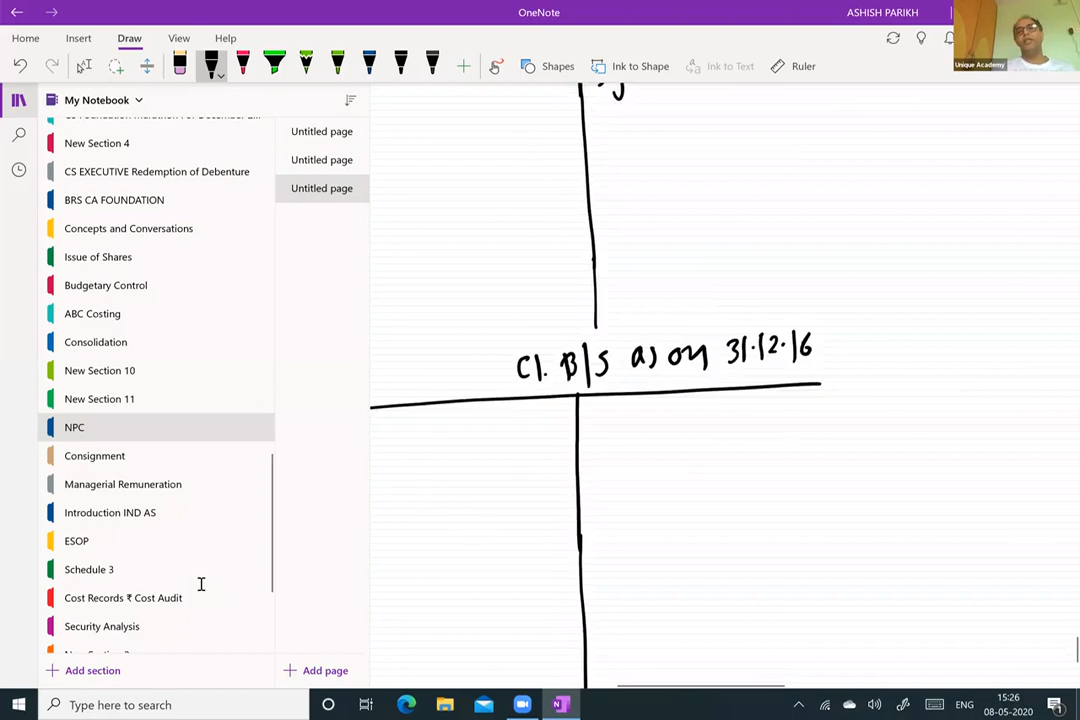 OneNote
ASHISH PARIKH
Home Insert Draw View Help
Shapes Ink to Shape Ink to Text Ruler
Unique Academy
My Notebook
New Section 4
CS EXECUTIVE Redemption of Debenture
BRS CA FOUNDATION
Concepts and Conversations
Issue of Shares
Budgetary Control
ABC Costing
Consolidation
New Section 10
New Section 11
NPC
Consignment
Managerial Remuneration
Introduction IND AS
ESOP
Schedule 3
Cost Records ₹ Cost Audit
Security Analysis
Add section
Untitled page
Untitled page
Untitled page
Add page
Cl. B/S as on 31.12.16
Type here to search
ENG
15:26
08-05-2020